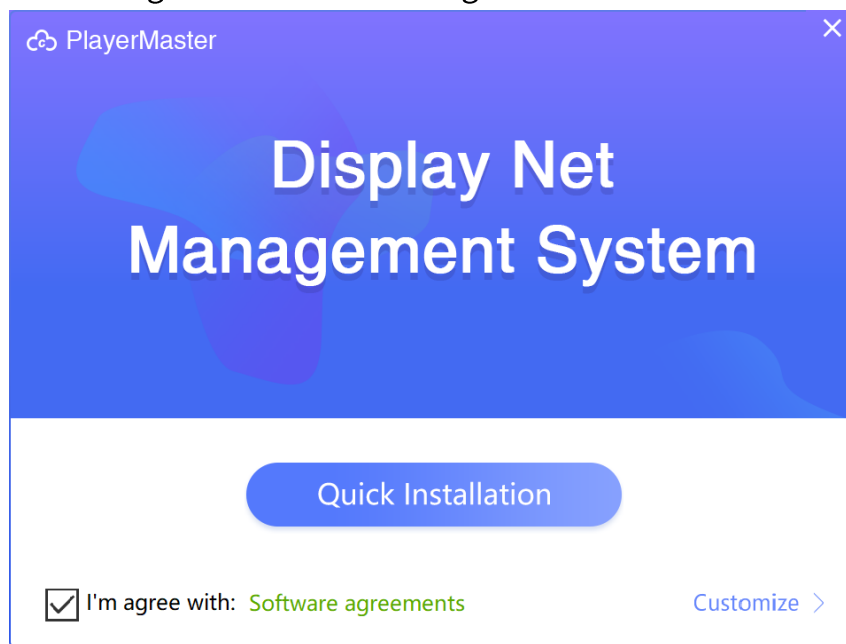 PlayerMaster
Display Net
Management System
Quick Installation
I'm agree with: Software agreements
Customize